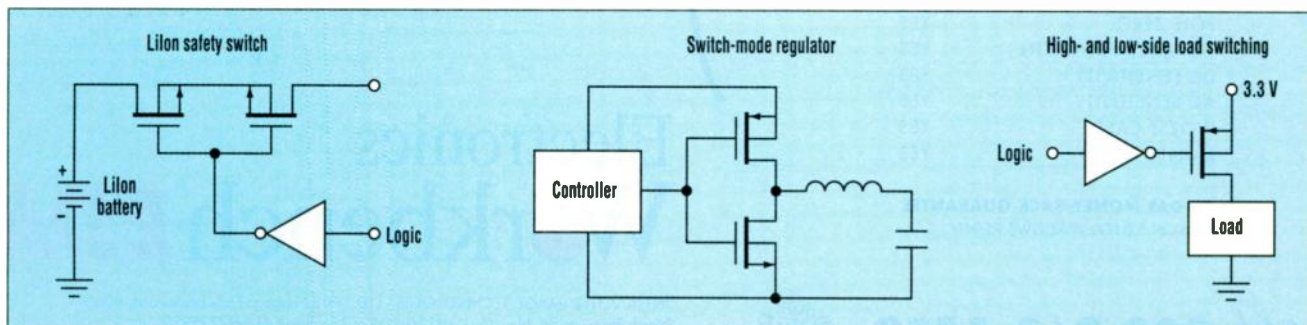 LiIon safety switch
Switch-mode regulator
High- and low-side load switching
3.3 V
Logic
Controller
+
LiIon
battery
–
Logic
Load